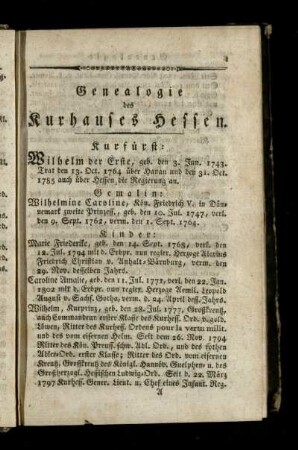 1
Genealogie
des
Kurhauses Hessen.
Kurfürst:
Wilhelm der Erste, geb. den 3. Jun. 1743.
Trat den 13. Oct. 1764 über Hanau und den 31. Oct.
1785 auch über Hessen die Regierung an.
Gemalin:
Wilhelmine Caroline, Kön. Friedrich V. in Dän-
nemark zweite Prinzess., geb. den 10. Jul. 1747, verl.
den 9. Sept. 1762, verm. den 1. Sept. 1764.
Kinder:
Marie Friederike, geb. den 14. Sept. 1768, verl. den
12. Jul. 1794 mit d. Erbpr. nun regier. Herzoge Alexius
Friedrich Christian v. Anhalt-Bärnburg, verm. den
29. Nov. desselben Jahrs.
Caroline Amalie, geb. den 11. Jul. 1771, verl. den 22. Jan.
1802 mit d. Erbpr. nun regier. Herzog Aemil. Leopold
August v. Sachs. Gotha, verm. d. 24. April dess. Jahrs.
Wilhelm, Kurprinz, geb. den 28. Jul. 1777, Großkreutz,
auch Commandeur erster Klasse des Kurhess. Ord. v. gold.
Löwen, Ritter des Kurhess. Ordens pour la vertu milit.
und des vom eisernen Helm. Seit dem 26. Nov. 1794
Ritter des Kön. Preuß. schw. Adl. Ord., und des rothen
Adler-Ord. erster Klasse; Ritter des Ord. vom eisernen
Kreuz; Großkreutz des Königl. Hannöv. Guelphen- u. des
Großherzogl. Hessischen Ludwig-Ord. Seit d. 22. März
1797 Kurhess. Gener. Lieut. u. Chef eines Infant. Reg.
A